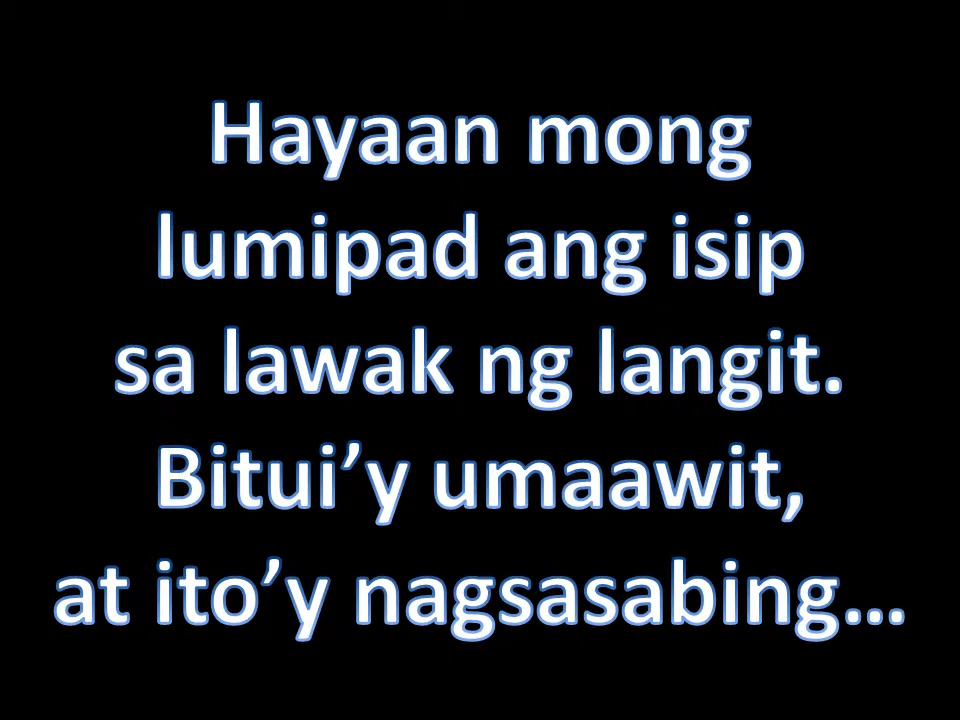 Hayaan mong
lumipad ang isip
sa lawak ng langit.
Bitui’y umaawit,
at ito’y nagsasabing…